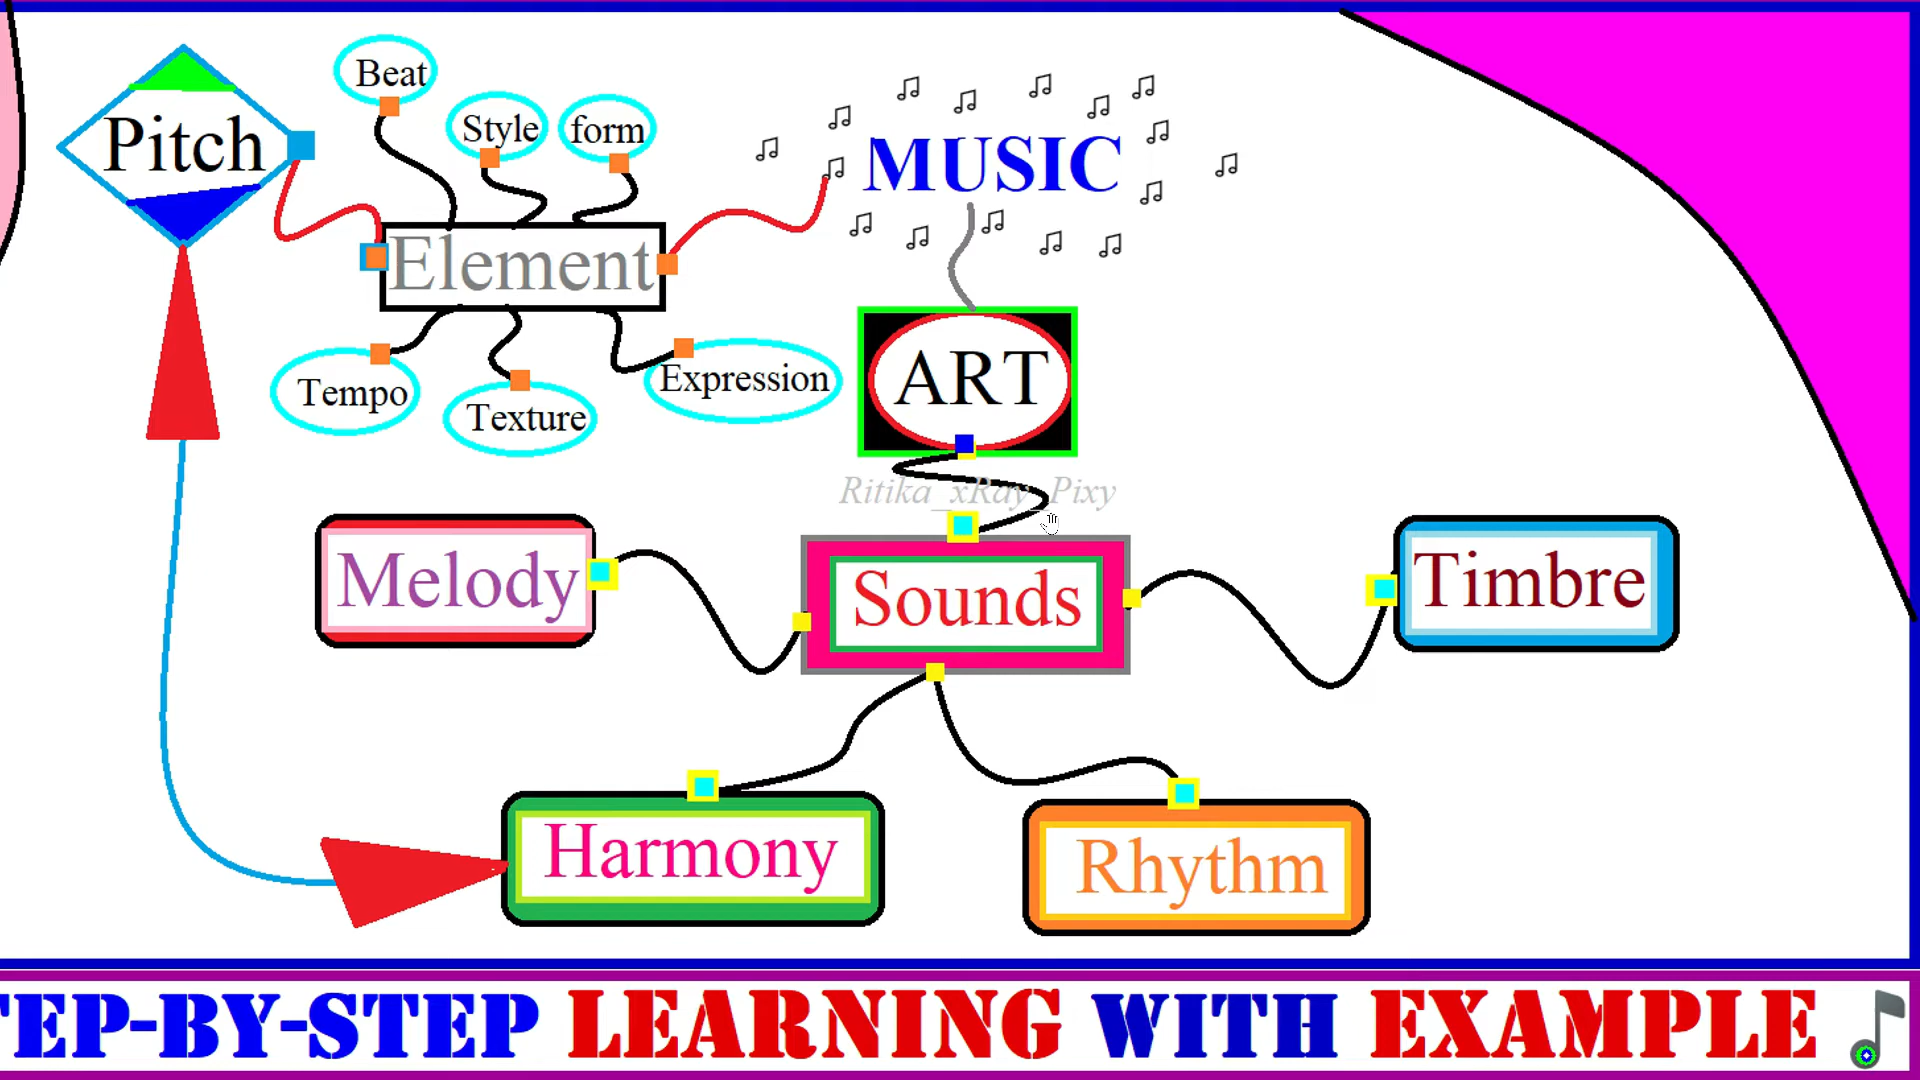 Beat
Style
form
Pitch
MUSIC
Element
ART
Tempo
Texture
Expression
Ritika_xRay_Pixy
Melody
Sounds
Timbre
Harmony
Rhythm
TEP-BY-STEP LEARNING WITH EXAMPLE